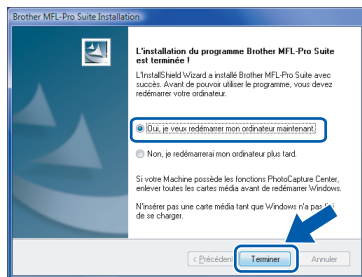 Brother MFL-Pro Suite Installation
L'installation du programme Brother MFL-Pro Suite
est terminée !
L'InstallShield Wizard a installé Brother MFL-Pro Suite avec
succès. Avant de pouvoir utiliser le programme, vous devez
redémarrer votre ordinateur.
Oui, je veux redémarrer mon ordinateur maintenant.
Non, je redémarrerai mon ordinateur plus tard.
Si votre Machine possède les fonctions PhotoCapture Center,
enlever toutes les cartes média avant de redémarrer Windows.
N'insérer pas une carte média tant que Windows n'a pas
de se charger.
< Précédent
Terminer
Annuler